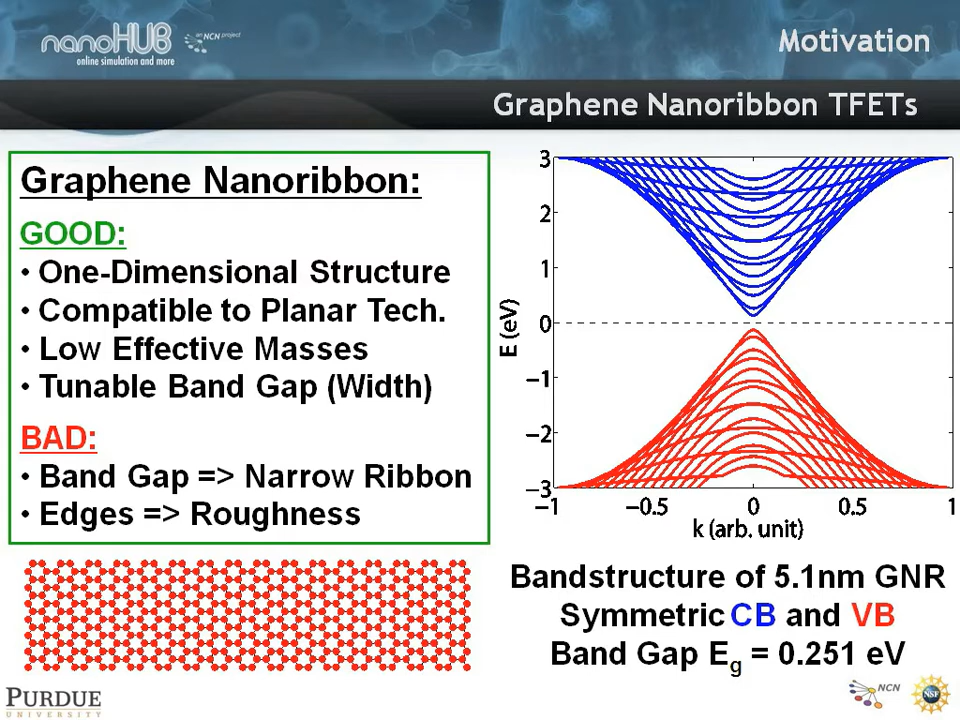 nanoHUB
an NCN project
online simulation and more
Motivation
Graphene Nanoribbon TFETs
Graphene Nanoribbon:
GOOD:
• One-Dimensional Structure
• Compatible to Planar Tech.
• Low Effective Masses
• Tunable Band Gap (Width)
BAD:
• Band Gap => Narrow Ribbon
• Edges => Roughness
3
2
1
0
−1
−2
−3
E (eV)
−1 −0.5 0 0.5 1
k (arb. unit)
Bandstructure of 5.1nm GNR
Symmetric CB and VB
Band Gap Eg = 0.251 eV
PURDUE
UNIVERSITY
NCN
NSF